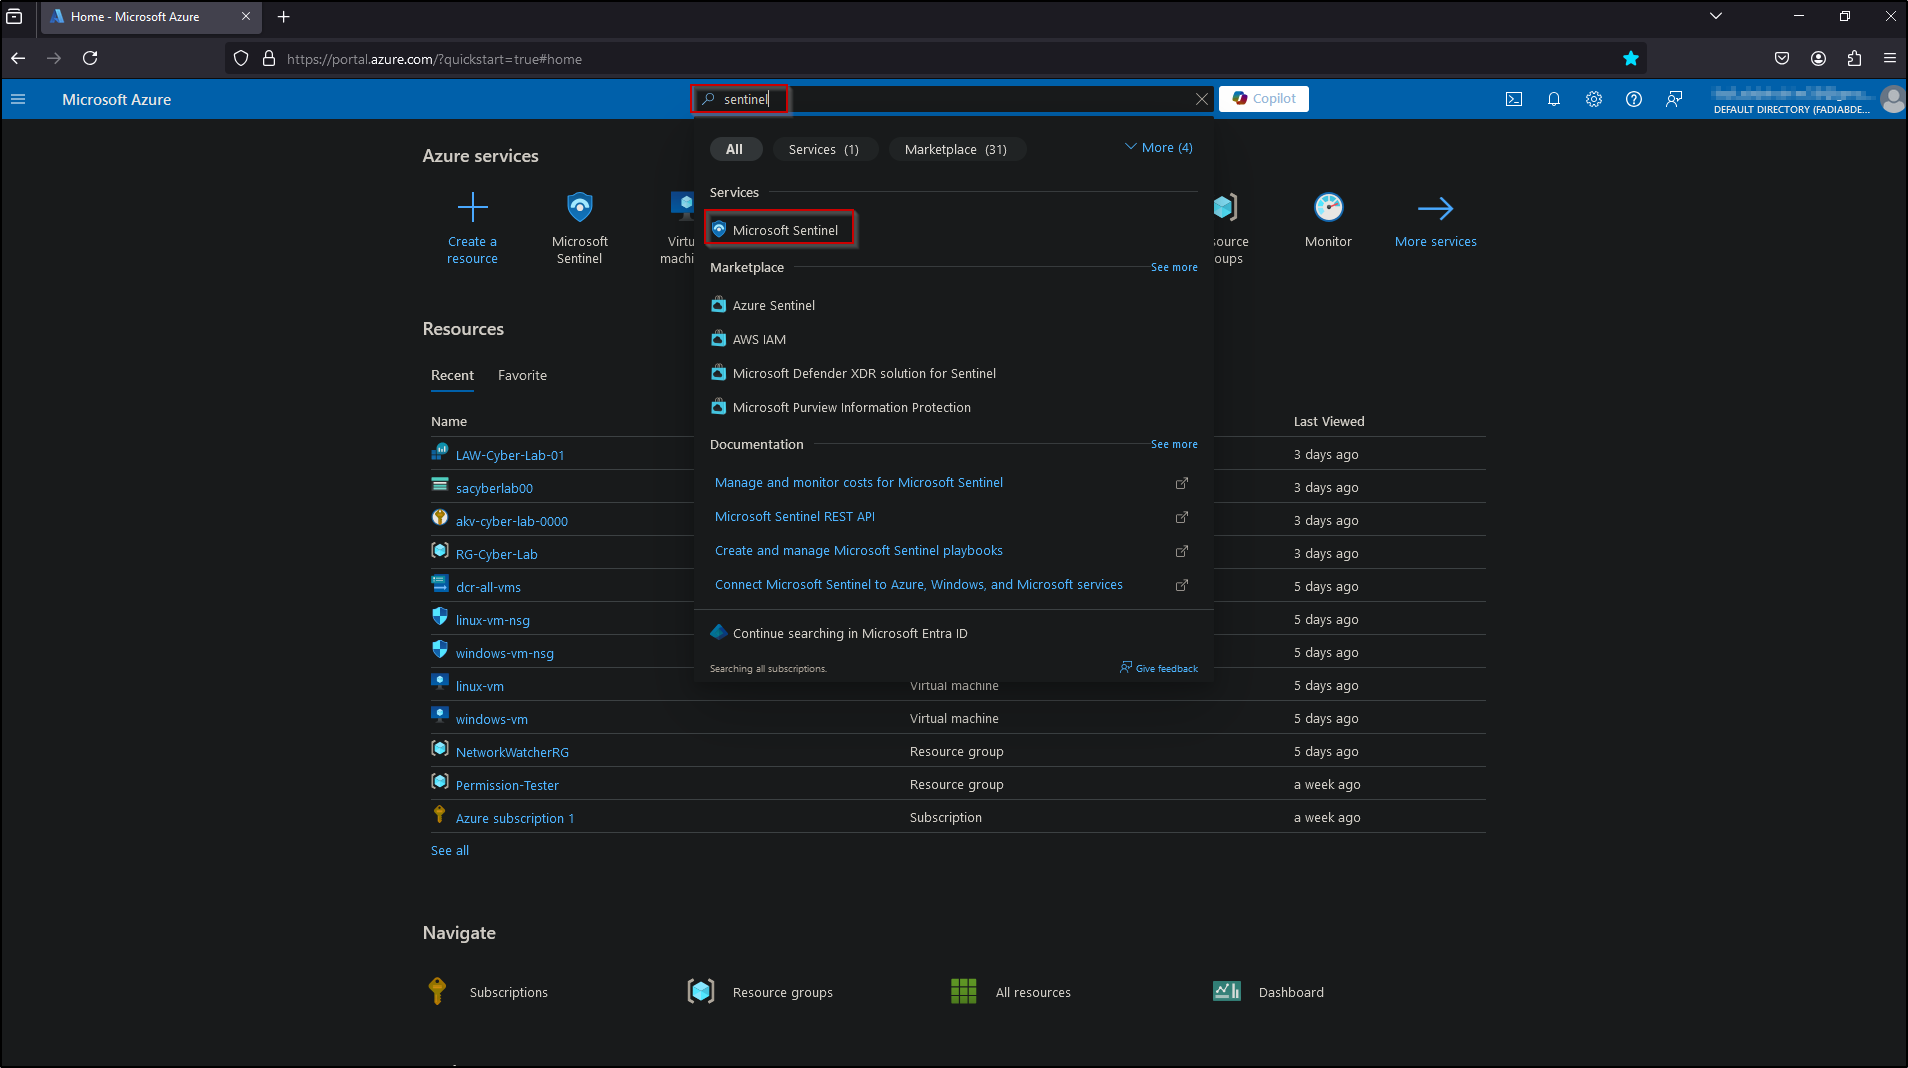 Home - Microsoft Azure
https://portal.azure.com/?quickstart=true#home
Microsoft Azure
sentinel
Copilot
DEFAULT DIRECTORY (FADIABDE...
All
Services (1)
Marketplace (31)
More (4)
Azure services
Create a resource
Microsoft Sentinel
Virtu
machi
source
oups
Monitor
More services
Services
Microsoft Sentinel
Marketplace
See more
Azure Sentinel
AWS IAM
Microsoft Defender XDR solution for Sentinel
Microsoft Purview Information Protection
Documentation
See more
Manage and monitor costs for Microsoft Sentinel
Microsoft Sentinel REST API
Create and manage Microsoft Sentinel playbooks
Connect Microsoft Sentinel to Azure, Windows, and Microsoft services
Continue searching in Microsoft Entra ID
Searching all subscriptions.
Give feedback
Resources
Recent
Favorite
Name
Last Viewed
LAW-Cyber-Lab-01
3 days ago
sacyberlab00
3 days ago
akv-cyber-lab-0000
3 days ago
RG-Cyber-Lab
3 days ago
dcr-all-vms
5 days ago
linux-vm-nsg
5 days ago
windows-vm-nsg
5 days ago
linux-vm
Virtual machine
5 days ago
windows-vm
Virtual machine
5 days ago
NetworkWatcherRG
Resource group
5 days ago
Permission-Tester
Resource group
a week ago
Azure subscription 1
Subscription
a week ago
See all
Navigate
Subscriptions
Resource groups
All resources
Dashboard